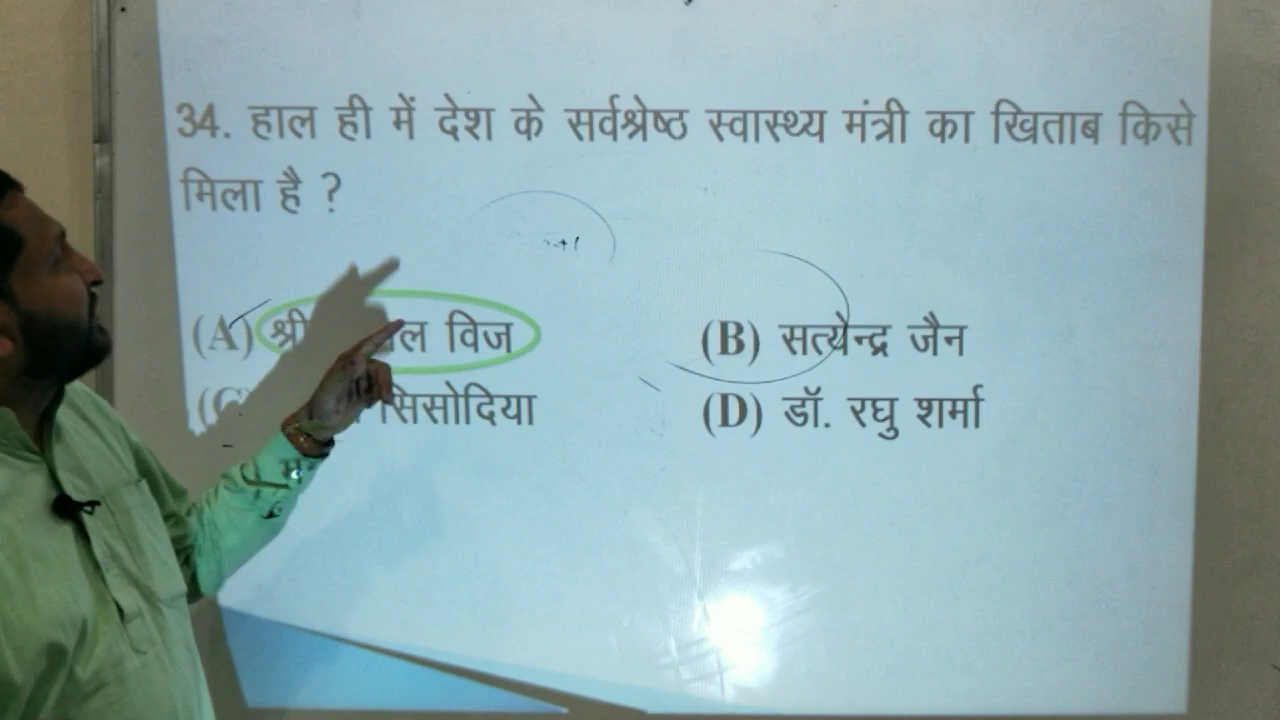 34. हाल ही में देश के सर्वश्रेष्ठ स्वास्थ्य मंत्री का खिताब किसे
मिला है ?
(A) श्री विज (B) सत्येन्द्र जैन
सिसोदिया (D) डॉ. रघु शर्मा